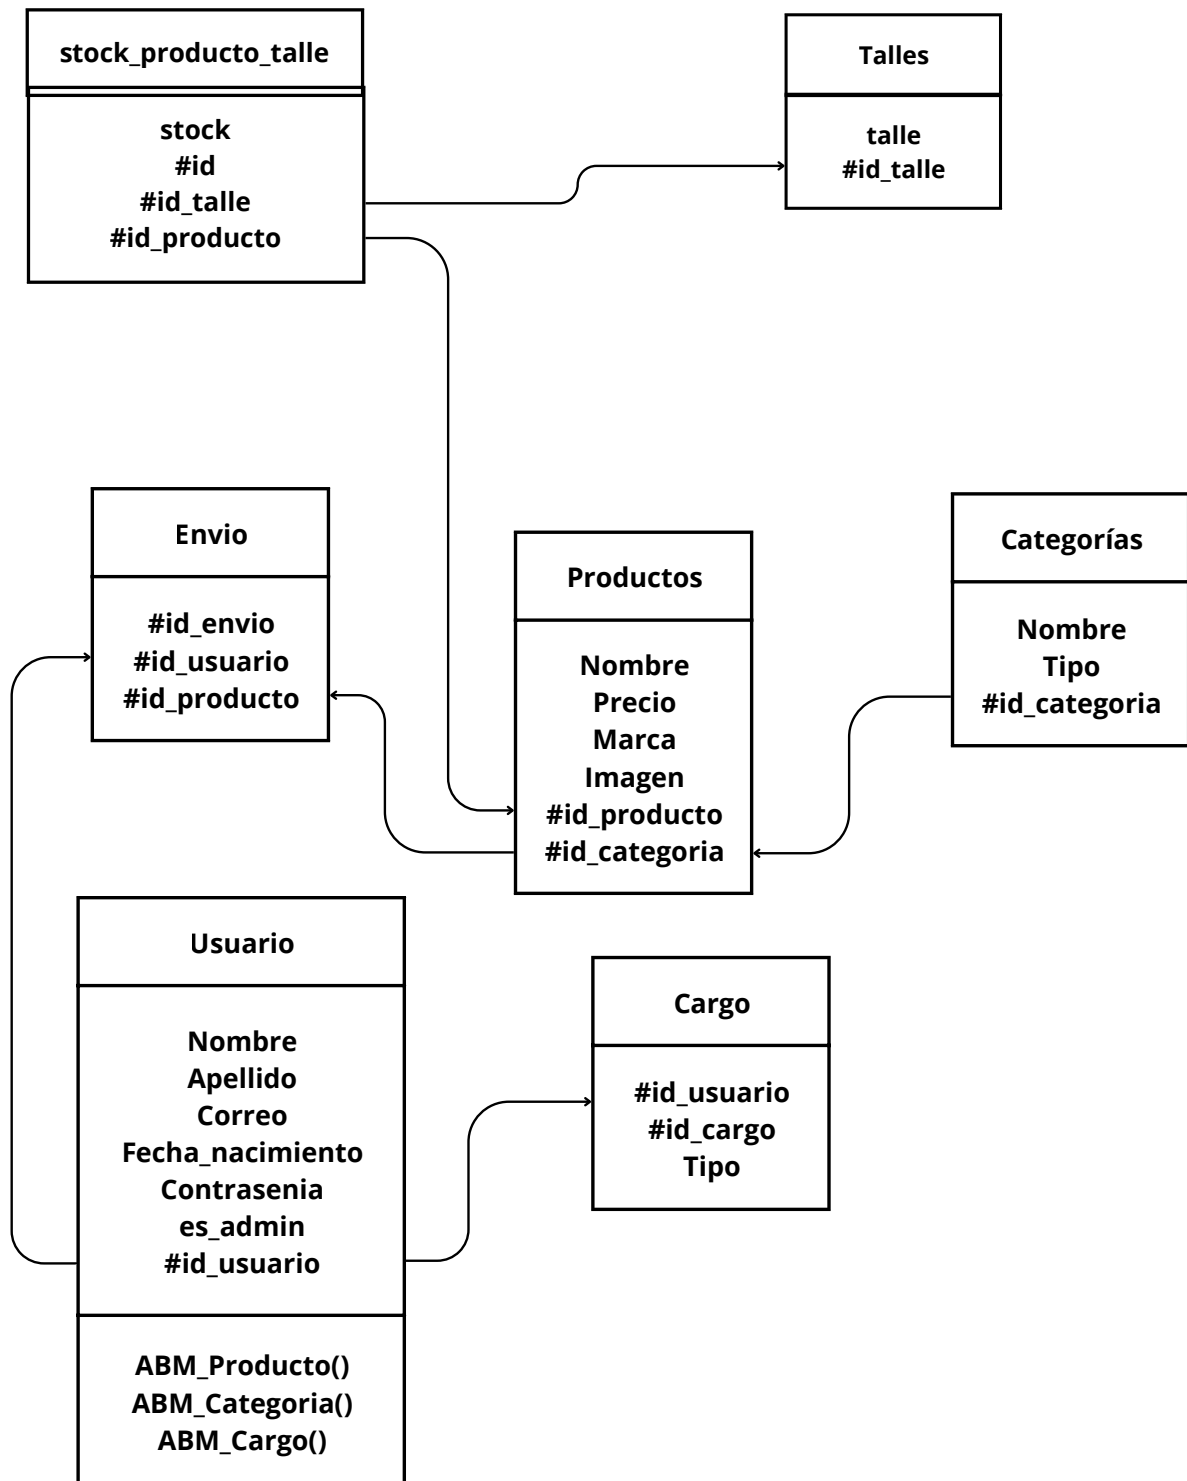 stock_producto_talle
stock
#id
#id_talle
#id_producto
Talles
talle
#id_talle
Envio
#id_envio
#id_usuario
#id_producto
Productos
Nombre
Precio
Marca
Imagen
#id_producto
#id_categoria
Categorías
Nombre
Tipo
#id_categoria
Usuario
Nombre
Apellido
Correo
Fecha_nacimiento
Contrasenia
es_admin
#id_usuario
ABM_Producto()
ABM_Categoria()
ABM_Cargo()
Cargo
#id_usuario
#id_cargo
Tipo